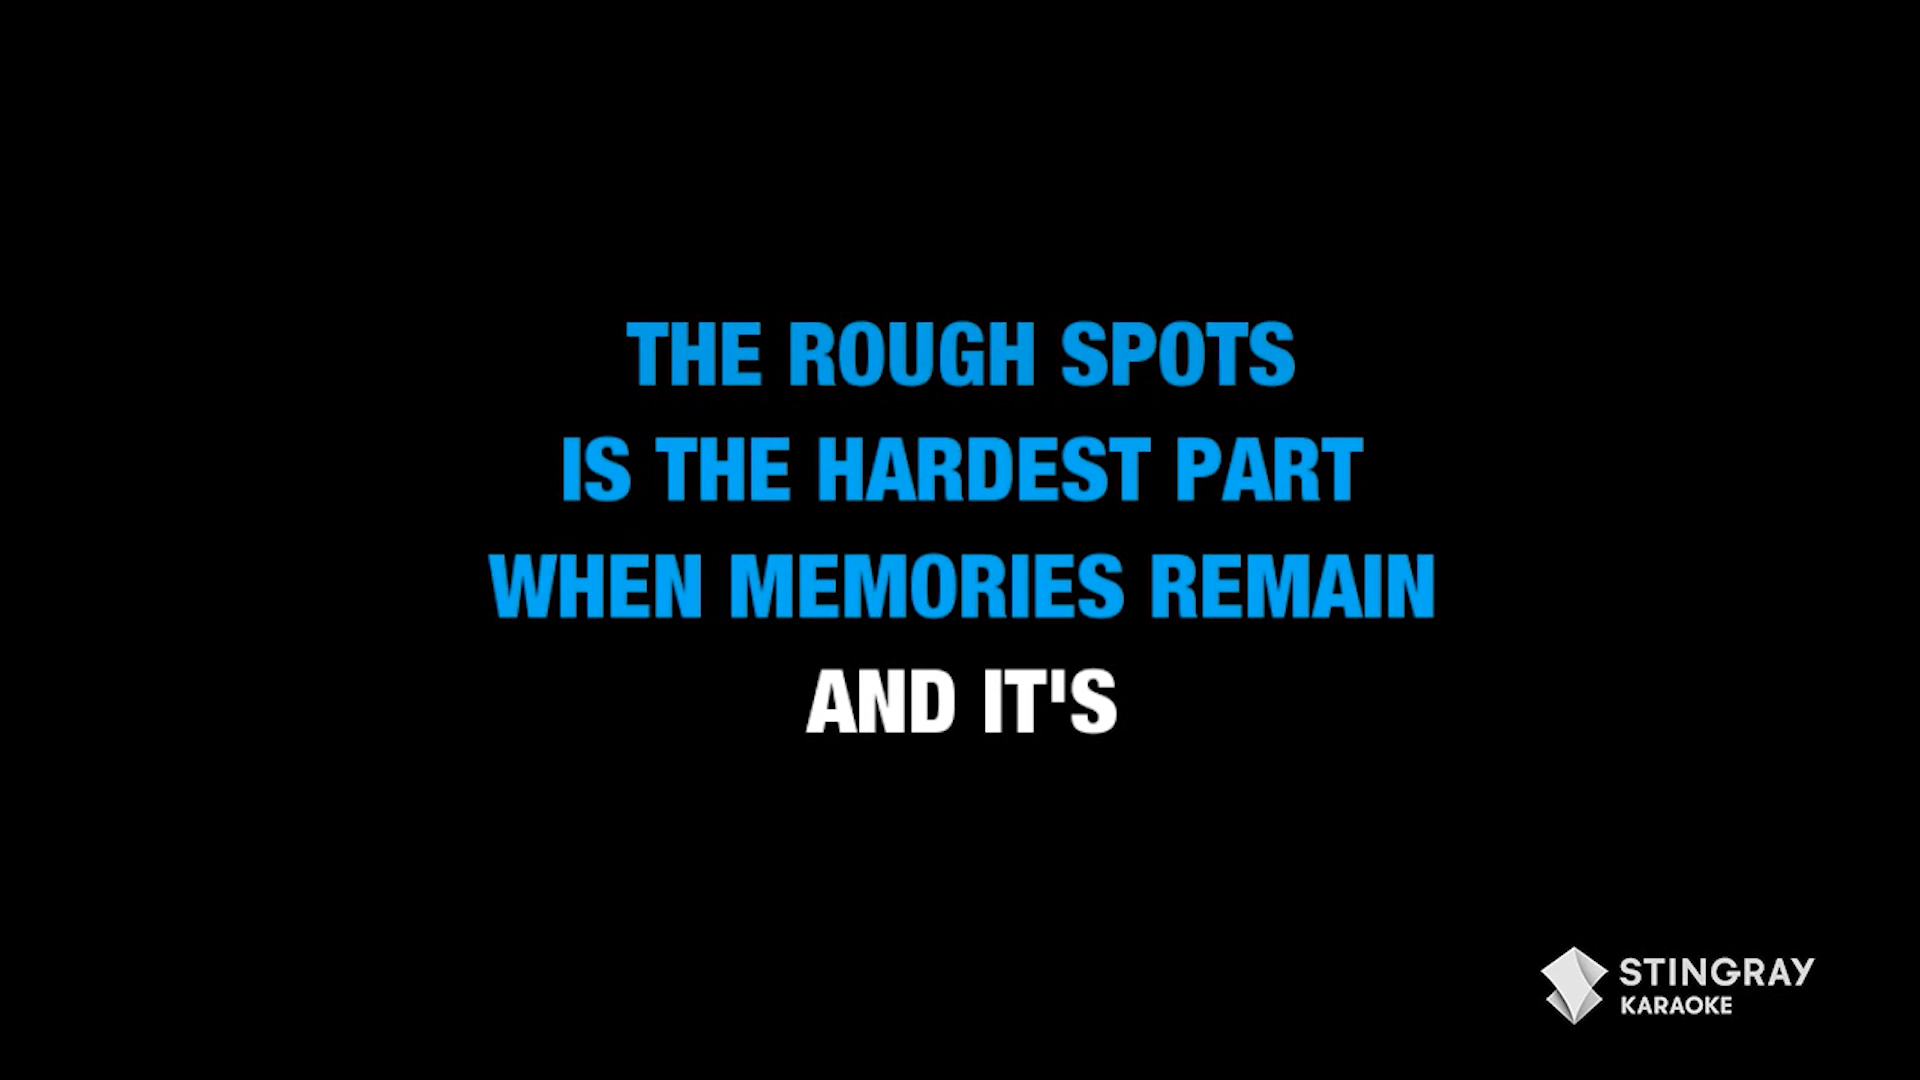 THE ROUGH SPOTS
IS THE HARDEST PART
WHEN MEMORIES REMAIN
AND IT'S
STINGRAY
KARAOKE